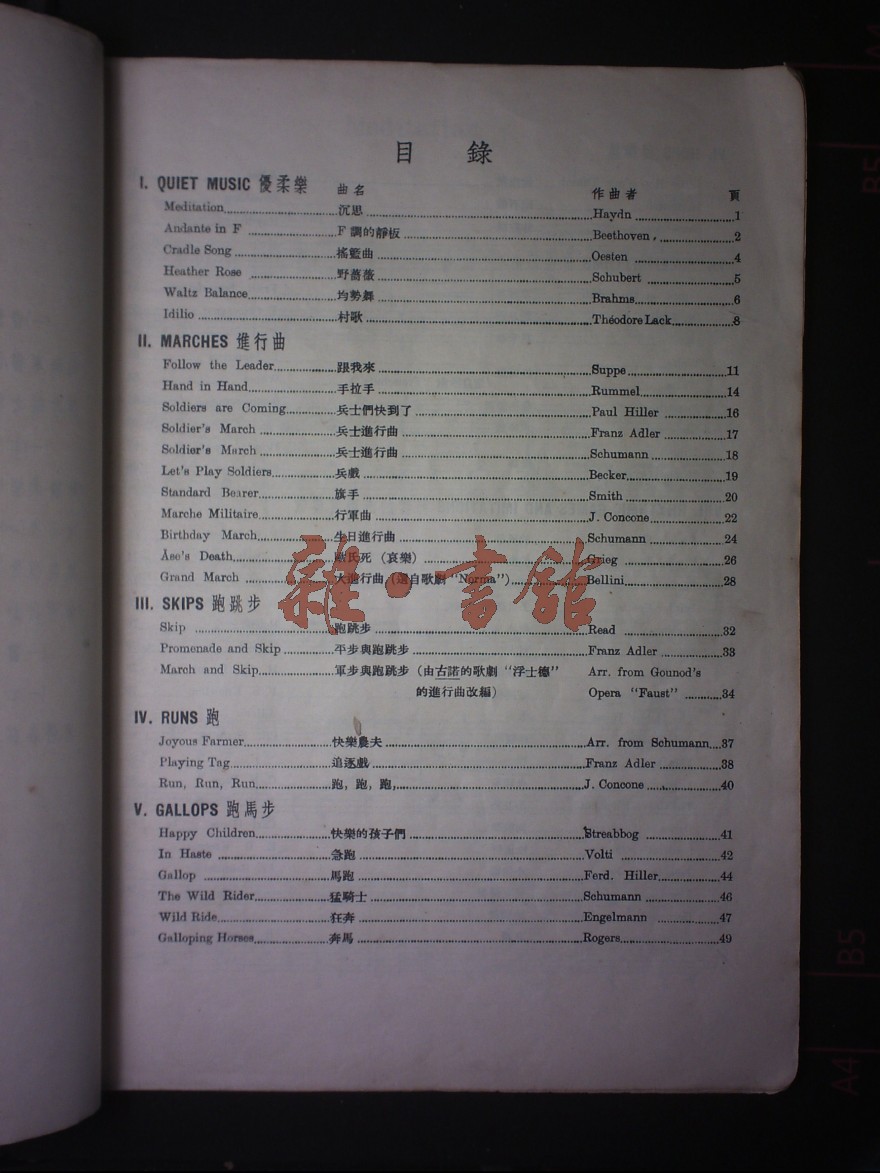 目 錄
I. QUIET MUSIC 優柔樂 曲名 作曲者 頁
Meditation 沉思 Haydn 1
Andante in F F 調的靜板 Beethoven 2
Cradle Song 搖籃曲 Oesten 4
Heather Rose 野薔薇 Schubert 5
Waltz Balance 均勢舞 Brahms 6
Idilio 村歌 Théodore Lack 8
II. MARCHES 進行曲
Follow the Leader 跟我來 Suppe 11
Hand in Hand 手拉手 Rummel 14
Soldiers are Coming 兵士們快到了 Paul Hiller 16
Soldier's March 兵士進行曲 Franz Adler 17
Soldier's March 兵士進行曲 Schumann 18
Let's Play Soldiers 兵戲 Becker 19
Standard Bearer 旗手 Smith 20
Marche Militaire 行軍曲 J. Concone 22
Birthday March 生日進行曲 Schumann 24
Åse's Death 氏死 (哀樂) Grieg 26
Grand March 大進行曲 (選自歌劇 "Norma") Bellini 28
III. SKIPS 跑跳步
Skip 跑跳步 Read 32
Promenade and Skip 平步與跑跳步 Franz Adler 33
March and Skip 軍步與跑跳步 (由古諾的歌劇 "浮士德" Arr. from Gounod's
的進行曲改編) Opera "Faust" 34
IV. RUNS 跑
Joyous Farmer 快樂農夫 Arr. from Schumann 37
Playing Tag 追逐戲 Franz Adler 38
Run, Run, Run 跑, 跑, 跑, J. Concone 40
V. GALLOPS 跑馬步
Happy Children 快樂的孩子們 Streabbog 41
In Haste 急跑 Volti 42
Gallop 馬跑 Ferd. Hiller 44
The Wild Rider 猛騎士 Schumann 46
Wild Ride 狂奔 Engelmann 47
Galloping Horses 奔馬 Rogers 49
雜·書館
B5
A4